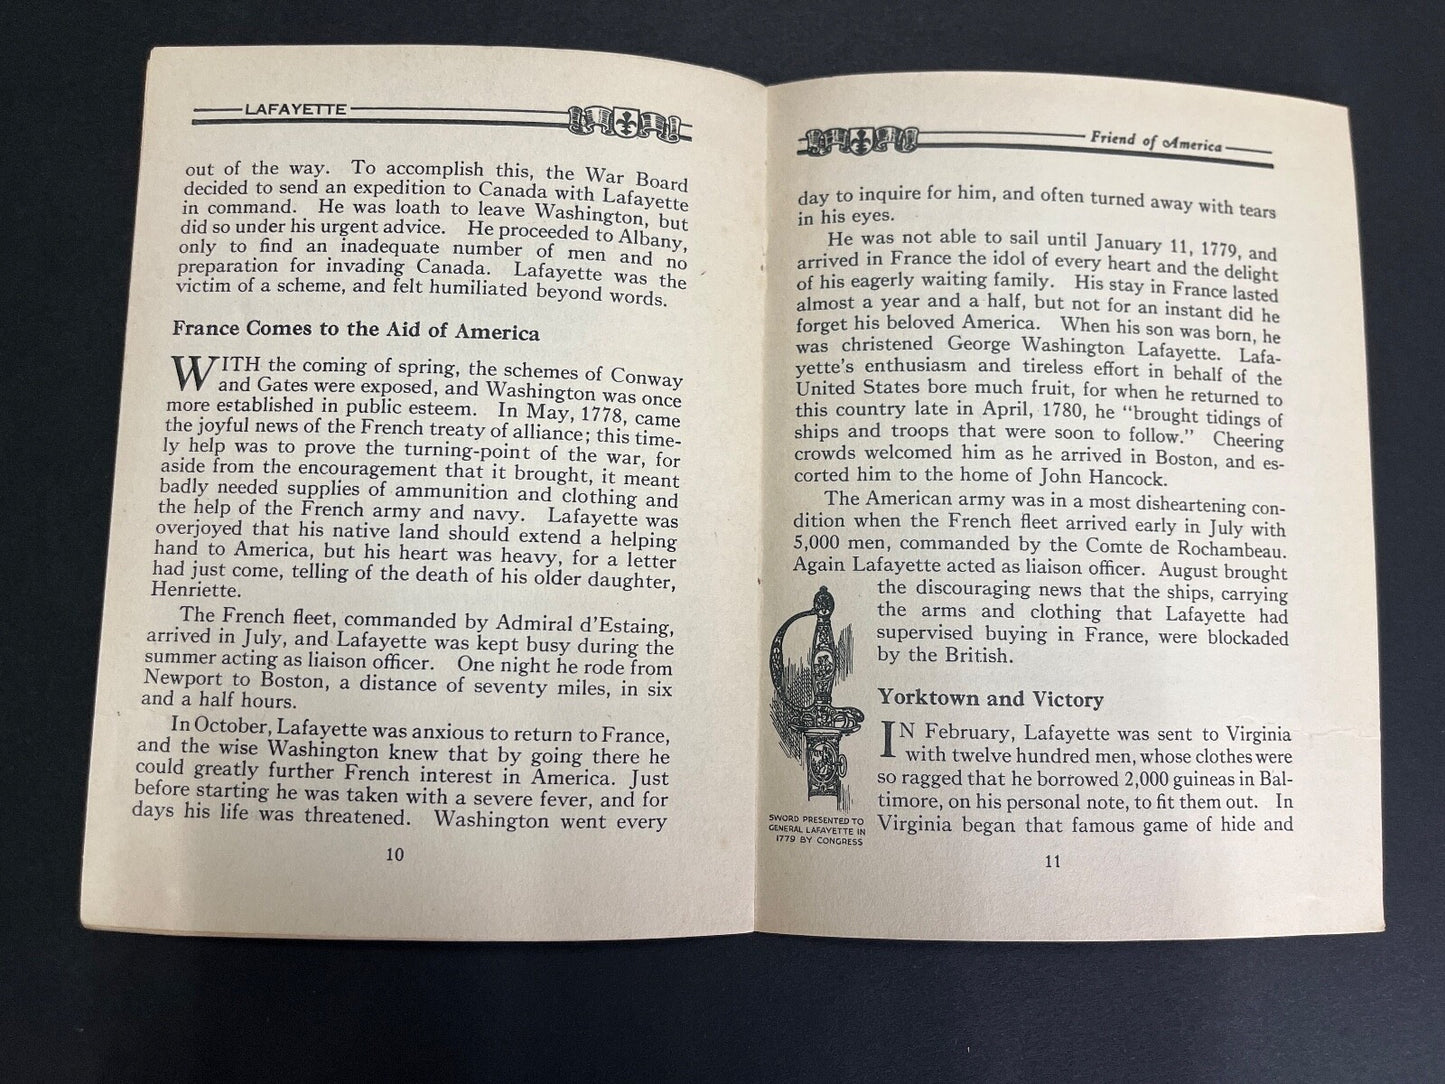 LAFAYETTE
out of the way. To accomplish this, the War Board
decided to send an expedition to Canada with Lafayette
in command. He was loath to leave Washington, but
did so under his urgent advice. He proceeded to Albany,
only to find an inadequate number of men and no
preparation for invading Canada. Lafayette was the
victim of a scheme, and felt humiliated beyond words.
France Comes to the Aid of America
WITH the coming of spring, the schemes of Conway
and Gates were exposed, and Washington was once
more established in public esteem. In May, 1778, came
the joyful news of the French treaty of alliance; this time-
ly help was to prove the turning-point of the war, for
aside from the encouragement that it brought, it meant
badly needed supplies of ammunition and clothing and
the help of the French army and navy. Lafayette was
overjoyed that his native land should extend a helping
hand to America, but his heart was heavy, for a letter
had just come, telling of the death of his older daughter,
Henriette.
The French fleet, commanded by Admiral d'Estaing,
arrived in July, and Lafayette was kept busy during the
summer acting as liaison officer. One night he rode from
Newport to Boston, a distance of seventy miles, in six
and a half hours.
In October, Lafayette was anxious to return to France,
and the wise Washington knew that by going there he
could greatly further French interest in America. Just
before starting he was taken with a severe fever, and for
days his life was threatened. Washington went every
10
Friend of America
day to inquire for him, and often turned away with tears
in his eyes.
He was not able to sail until January 11, 1779, and
arrived in France the idol of every heart and the delight
of his eagerly waiting family. His stay in France lasted
almost a year and a half, but not for an instant did he
forget his beloved America. When his son was born, he
was christened George Washington Lafayette. Lafa-
yette's enthusiasm and tireless effort in behalf of the
United States bore much fruit, for when he returned to
this country late in April, 1780, he "brought tidings of
ships and troops that were soon to follow." Cheering
crowds welcomed him as he arrived in Boston, and es-
corted him to the home of John Hancock.
The American army was in a most disheartening con-
dition when the French fleet arrived early in July with
5,000 men, commanded by the Comte de Rochambeau.
Again Lafayette acted as liaison officer. August brought
the discouraging news that the ships, carrying
the arms and clothing that Lafayette had
supervised buying in France, were blockaded
by the British.
Yorktown and Victory
IN February, Lafayette was sent to Virginia
with twelve hundred men, whose clothes were
so ragged that he borrowed 2,000 guineas in Bal-
timore, on his personal note, to fit them out. In
Virginia began that famous game of hide and
SWORD PRESENTED TO
GENERAL LAFAYETTE IN
1779 BY CONGRESS
11